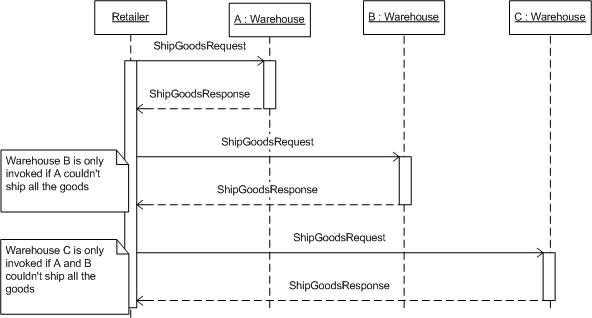 Retailer
A : Warehouse
B : Warehouse
C : Warehouse
ShipGoodsRequest
ShipGoodsResponse
ShipGoodsRequest
Warehouse B is only
invoked if A couldn't
ship all the goods
ShipGoodsResponse
ShipGoodsRequest
Warehouse C is only
invoked if A and B
couldn't ship all the
goods
ShipGoodsResponse